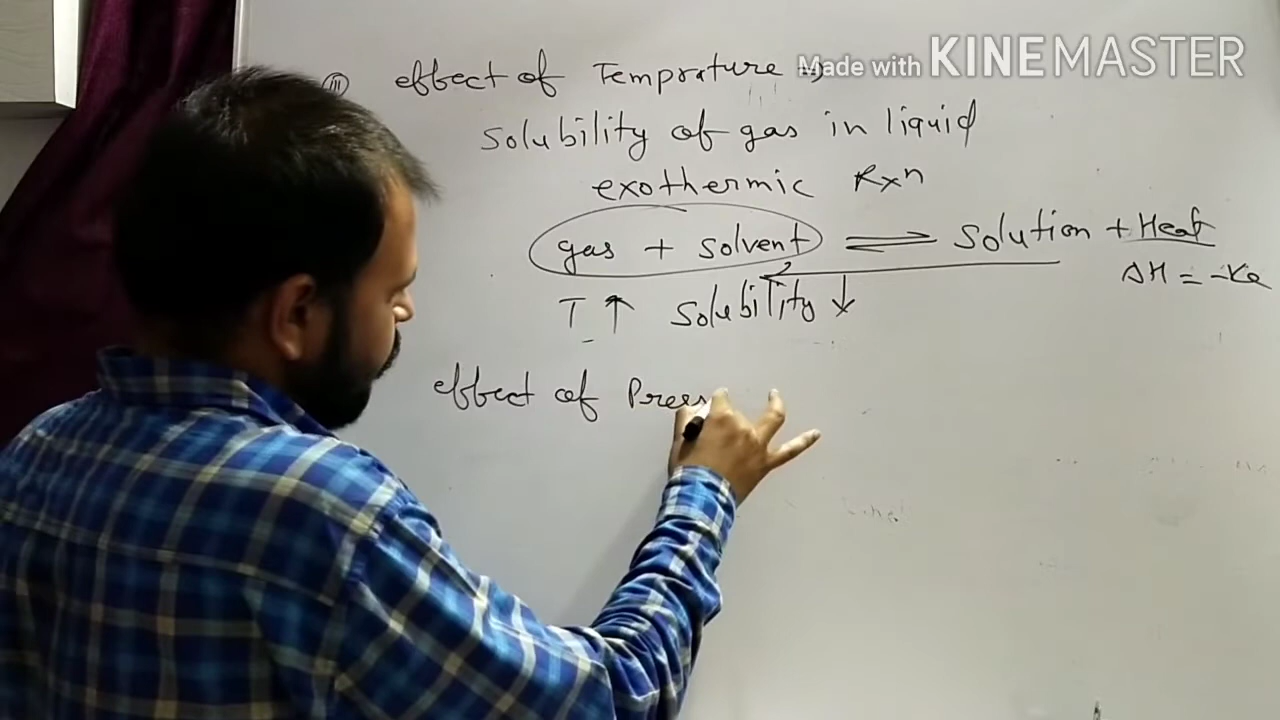 Made with KINEMASTER
(III) effect of Temprature →
Solubility of gas in liquid
exothermic Rxn
gas + solvent ⇌ Solution + Heat
ΔH = -Ve
T ↑ Solubility ↓
effect of Press